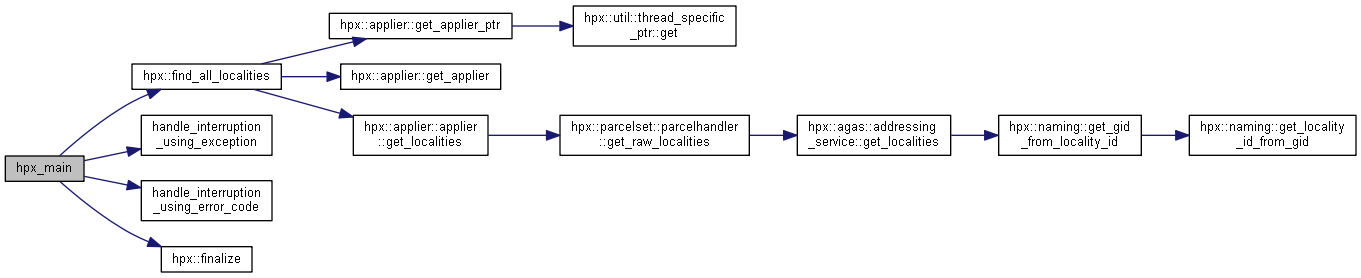 hpx::applier::get_applier_ptr
hpx::util::thread_specific
_ptr::get
hpx::find_all_localities
hpx::applier::get_applier
handle_interruption
_using_exception
hpx::applier::applier
::get_localities
hpx::parcelset::parcelhandler
::get_raw_localities
hpx::agas::addressing
_service::get_localities
hpx::naming::get_gid
_from_locality_id
hpx::naming::get_locality
_id_from_gid
hpx_main
handle_interruption
_using_error_code
hpx::finalize